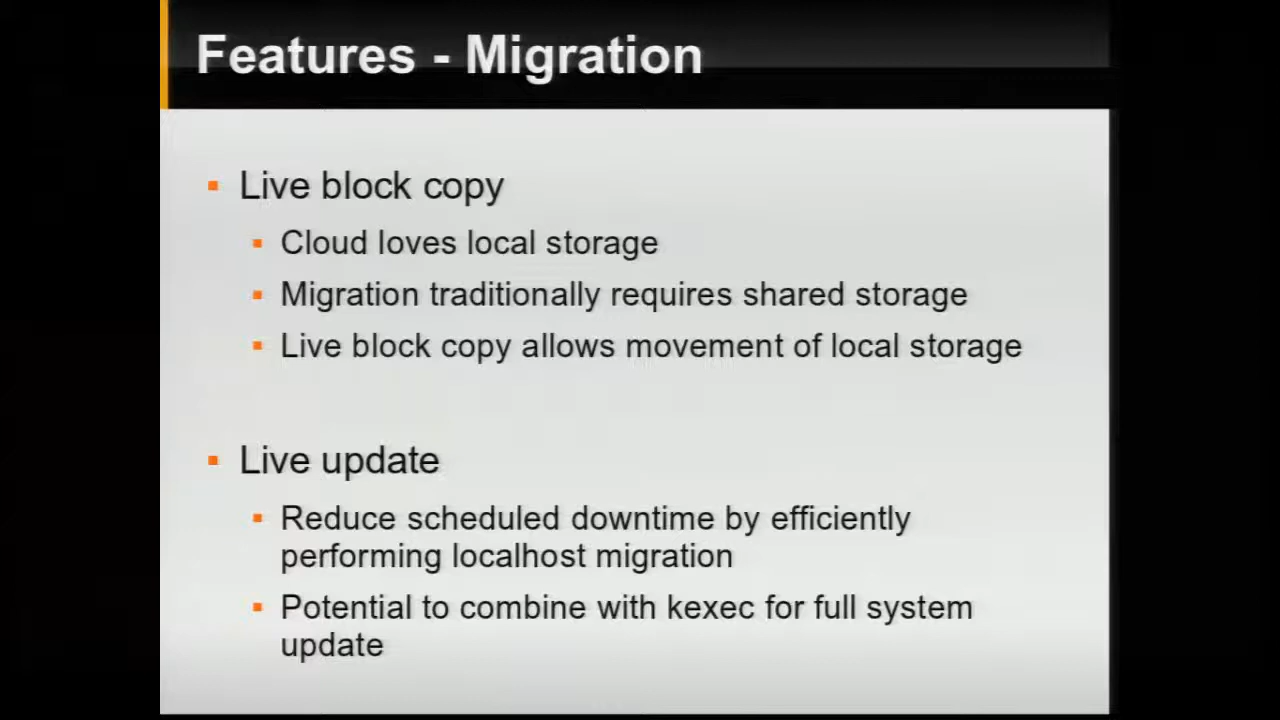 Features - Migration
Live block copy
Cloud loves local storage
Migration traditionally requires shared storage
Live block copy allows movement of local storage
Live update
Reduce scheduled downtime by efficiently
performing localhost migration
Potential to combine with kexec for full system
update